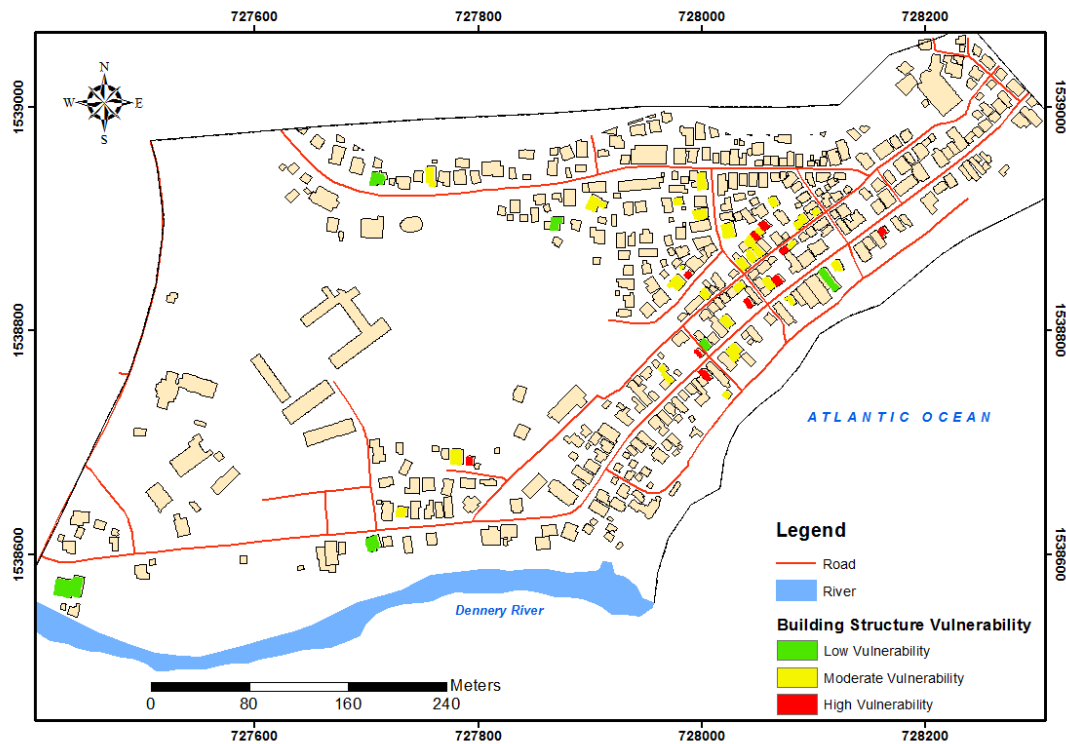 727600 727800 728000 728200
N
W E
S
1539000 1539000
1538800 1538800
ATLANTIC OCEAN
Legend
Road
River
1538600 1538600
Dennery River
Building Structure Vulnerability
Low Vulnerability
Moderate Vulnerability
High Vulnerability
Meters
0 80 160 240
727600 727800 728000 728200